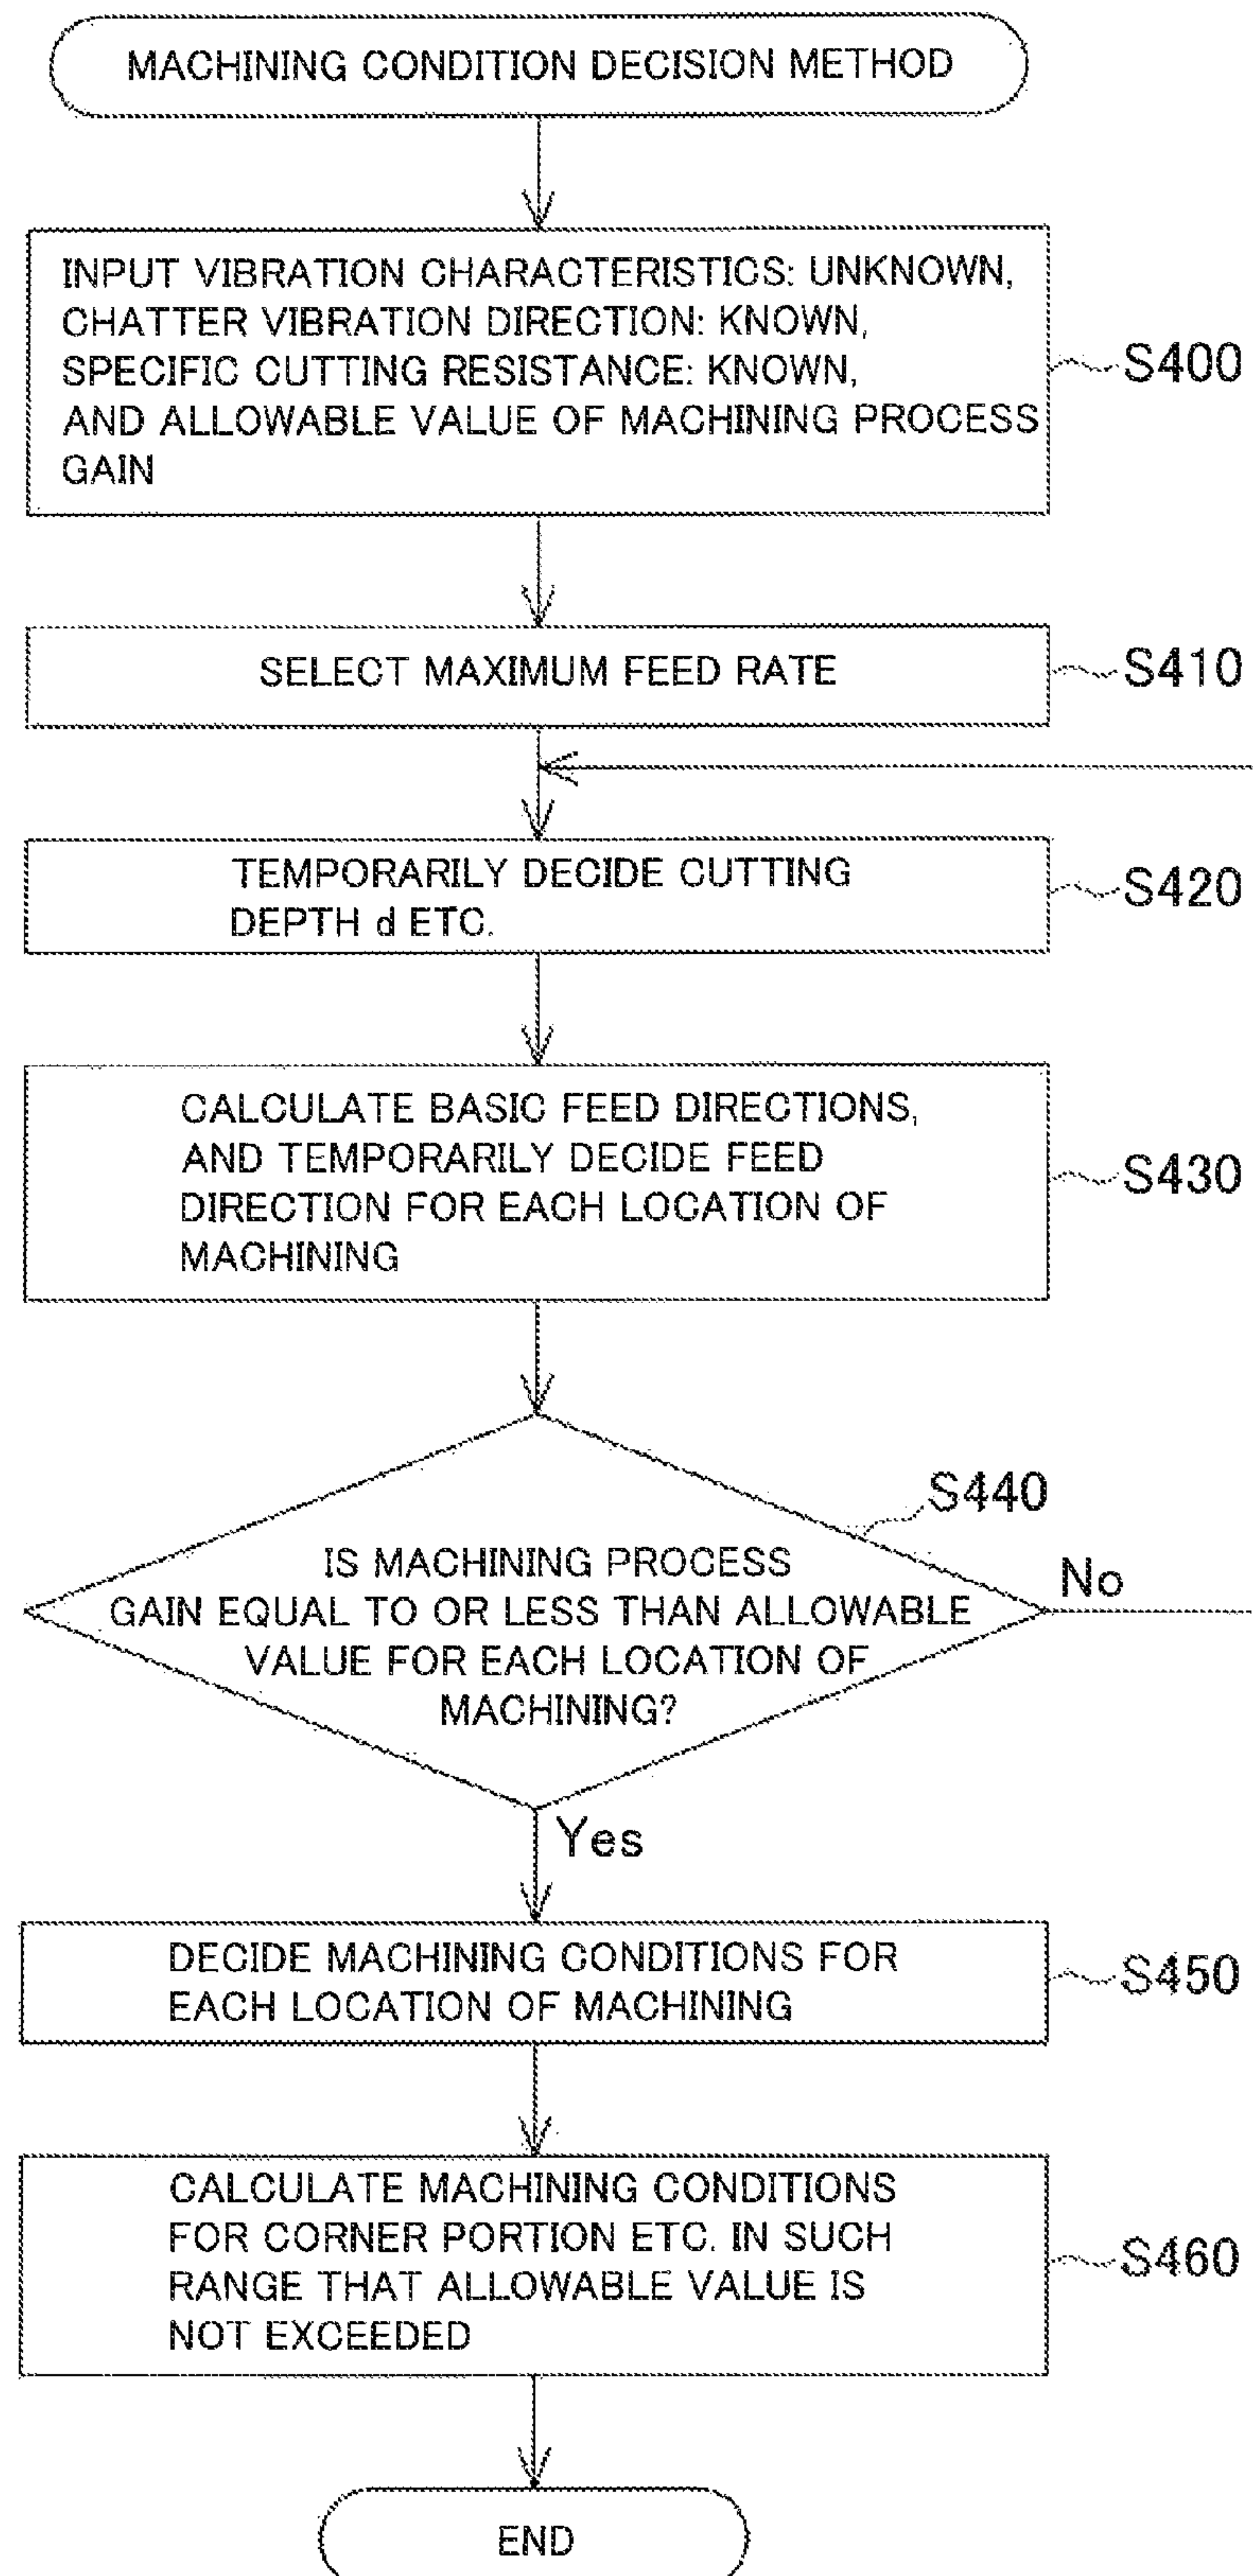 MACHINING CONDITION DECISION METHOD
INPUT VIBRATION CHARACTERISTICS: UNKNOWN,
CHATTER VIBRATION DIRECTION: KNOWN,
SPECIFIC CUTTING RESISTANCE: KNOWN,
AND ALLOWABLE VALUE OF MACHINING PROCESS
GAIN
S400
SELECT MAXIMUM FEED RATE
S410
TEMPORARILY DECIDE CUTTING
DEPTH d ETC.
S420
CALCULATE BASIC FEED DIRECTIONS,
AND TEMPORARILY DECIDE FEED
DIRECTION FOR EACH LOCATION OF
MACHINING
S430
S440
IS MACHINING PROCESS
GAIN EQUAL TO OR LESS THAN ALLOWABLE
VALUE FOR EACH LOCATION OF
MACHINING?
No
Yes
DECIDE MACHINING CONDITIONS FOR
EACH LOCATION OF MACHINING
S450
CALCULATE MACHINING CONDITIONS
FOR CORNER PORTION ETC. IN SUCH
RANGE THAT ALLOWABLE VALUE IS
NOT EXCEEDED
S460
END